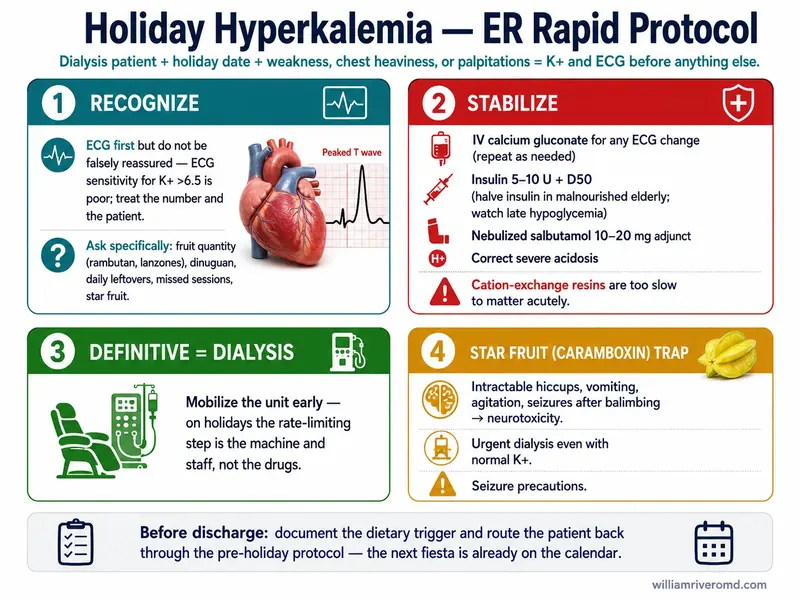 Holiday Hyperkalemia — ER Rapid Protocol
Dialysis patient + holiday date + weakness, chest heaviness, or palpitations = K+ and ECG before anything else.
1 RECOGNIZE
ECG first but do not be
falsely reassured — ECG
sensitivity for K+ >6.5 is
poor; treat the number and
the patient.
Peaked T wave
?
Ask specifically: fruit quantity
(rambutan, lanzones), dinuguan,
daily leftovers, missed sessions,
star fruit.
2 STABILIZE
IV calcium gluconate for any ECG change
(repeat as needed)
Insulin 5–10 U + D50
(halve insulin in malnourished elderly;
watch late hypoglycemia)
Nebulized salbutamol 10–20 mg adjunct
H+ Correct severe acidosis
Cation-exchange resins are too slow
to matter acutely.
3 DEFINITIVE = DIALYSIS
Mobilize the unit early —
on holidays the rate-limiting
step is the machine and
staff, not the drugs.
4 STAR FRUIT (CARAMBOXIN) TRAP
Intractable hiccups, vomiting,
agitation, seizures after balimbing
→ neurotoxicity.
Urgent dialysis even with
normal K+.
Seizure precautions.
Before discharge: document the dietary trigger and route the patient back
through the pre-holiday protocol — the next fiesta is already on the calendar.
williamriveromd.com